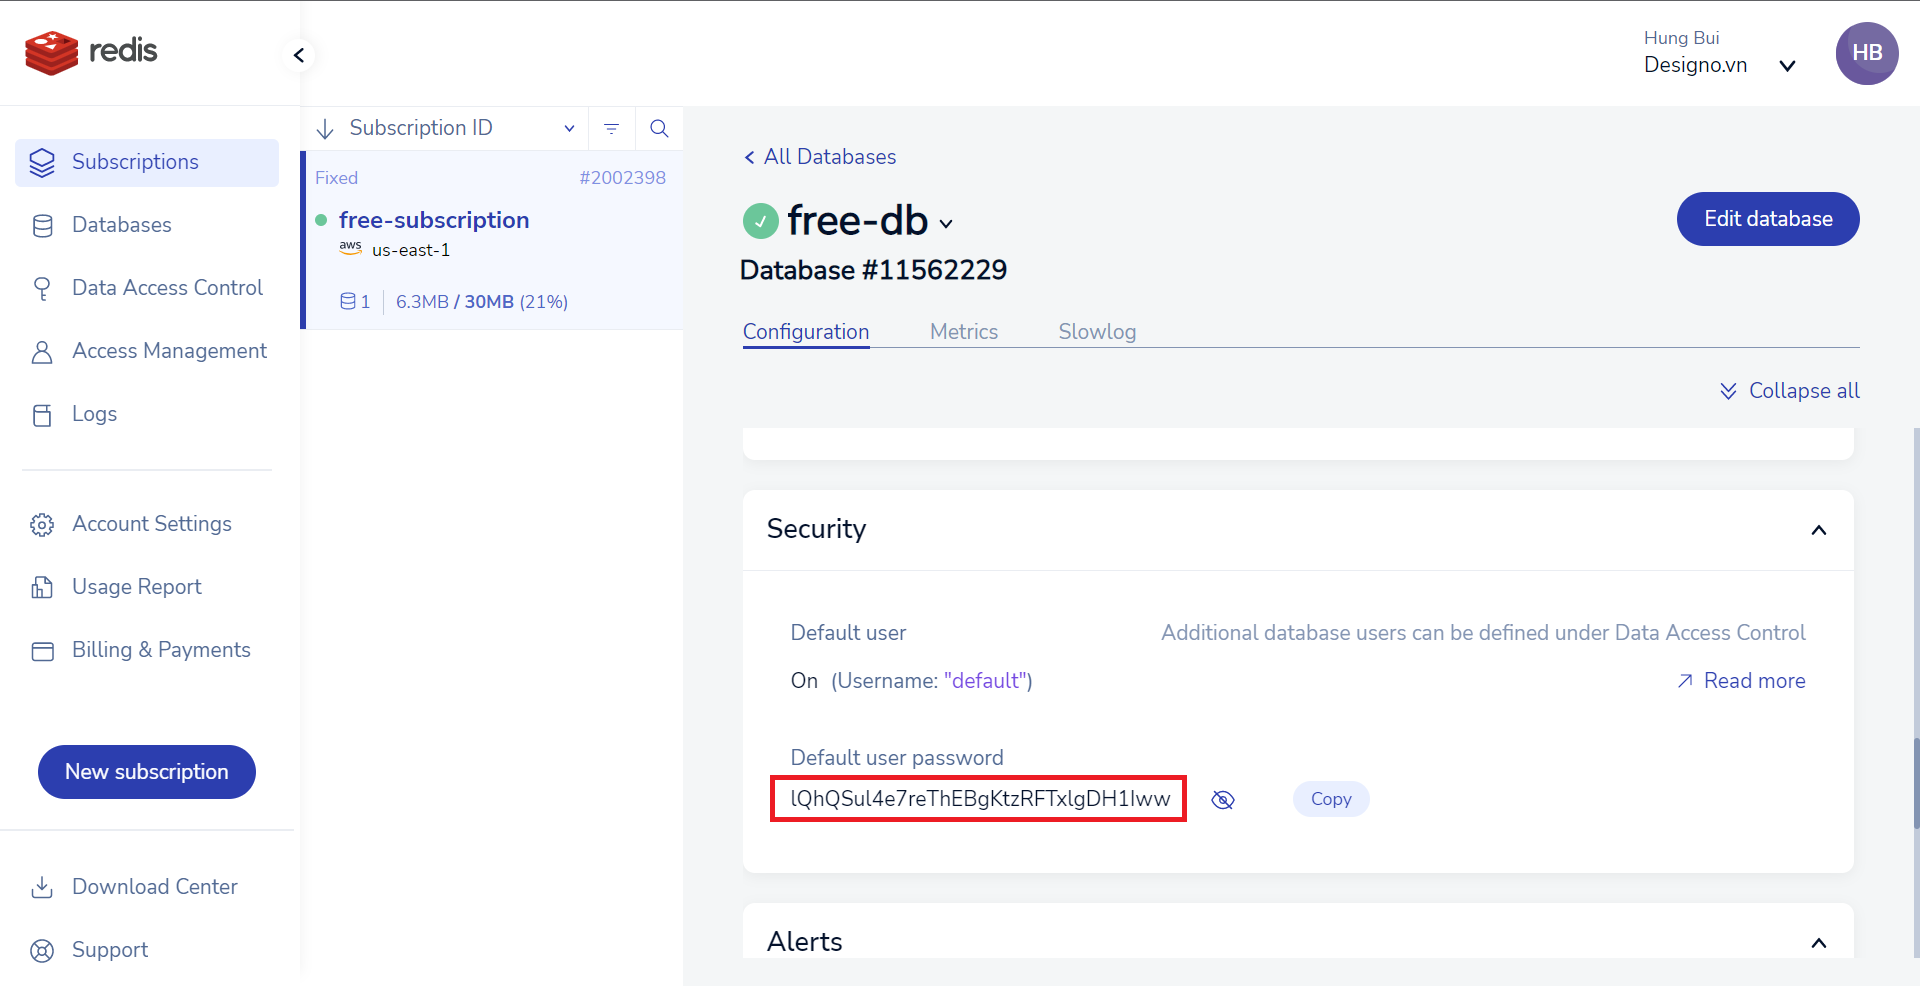 redis
Hung Bui
Designo.vn
HB
Subscriptions
Databases
Data Access Control
Access Management
Logs
Account Settings
Usage Report
Billing & Payments
New subscription
Download Center
Support
Subscription ID
Fixed #2002398
free-subscription
aws us-east-1
1 6.3MB / 30MB (21%)
All Databases
free-db
Edit database
Database #11562229
Configuration Metrics Slowlog
Collapse all
Security
Default user Additional database users can be defined under Data Access Control
On (Username: "default") Read more
Default user password
lQhQSul4e7reThEBgKtzRFTxlgDH1Iww Copy
Alerts